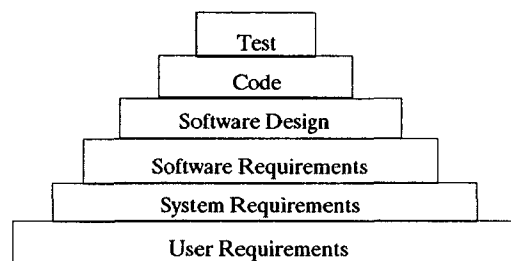 Test
Code
Software Design
Software Requirements
System Requirements
User Requirements